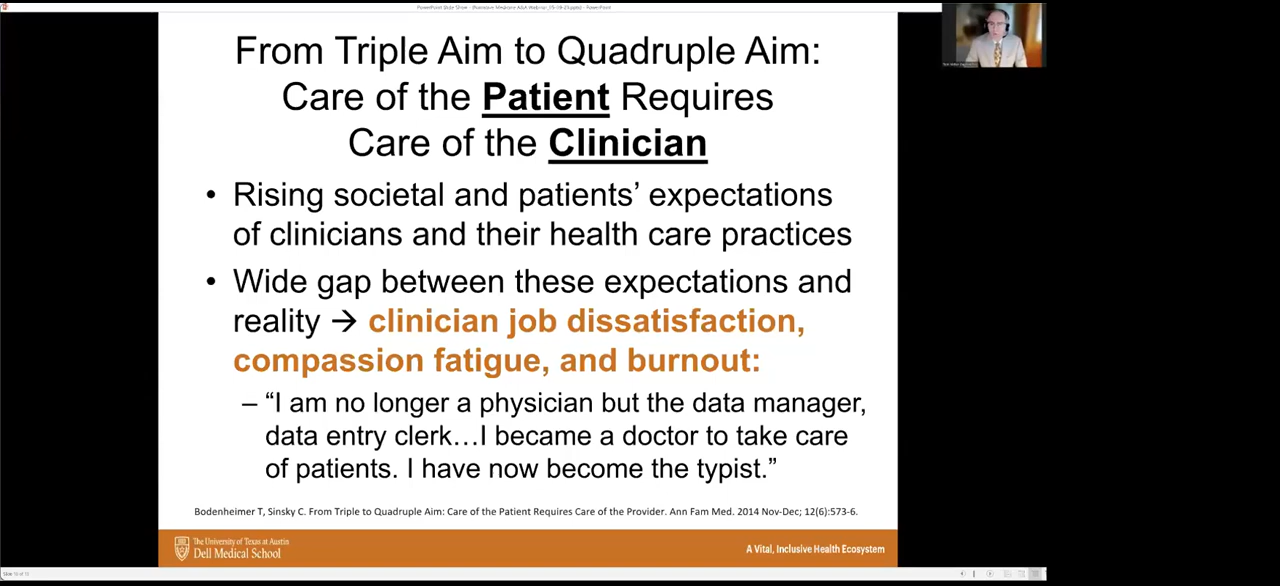 From Triple Aim to Quadruple Aim:
Care of the Patient Requires
Care of the Clinician
• Rising societal and patients’ expectations
of clinicians and their health care practices
• Wide gap between these expectations and
reality → clinician job dissatisfaction,
compassion fatigue, and burnout:
– “I am no longer a physician but the data manager,
data entry clerk…I became a doctor to take care
of patients. I have now become the typist.”
Bodenheimer T, Sinsky C. From Triple to Quadruple Aim: Care of the Patient Requires Care of the Provider. Ann Fam Med. 2014 Nov-Dec; 12(6):573-6.
The University of Texas at Austin
Dell Medical School
A Vital, Inclusive Health Ecosystem